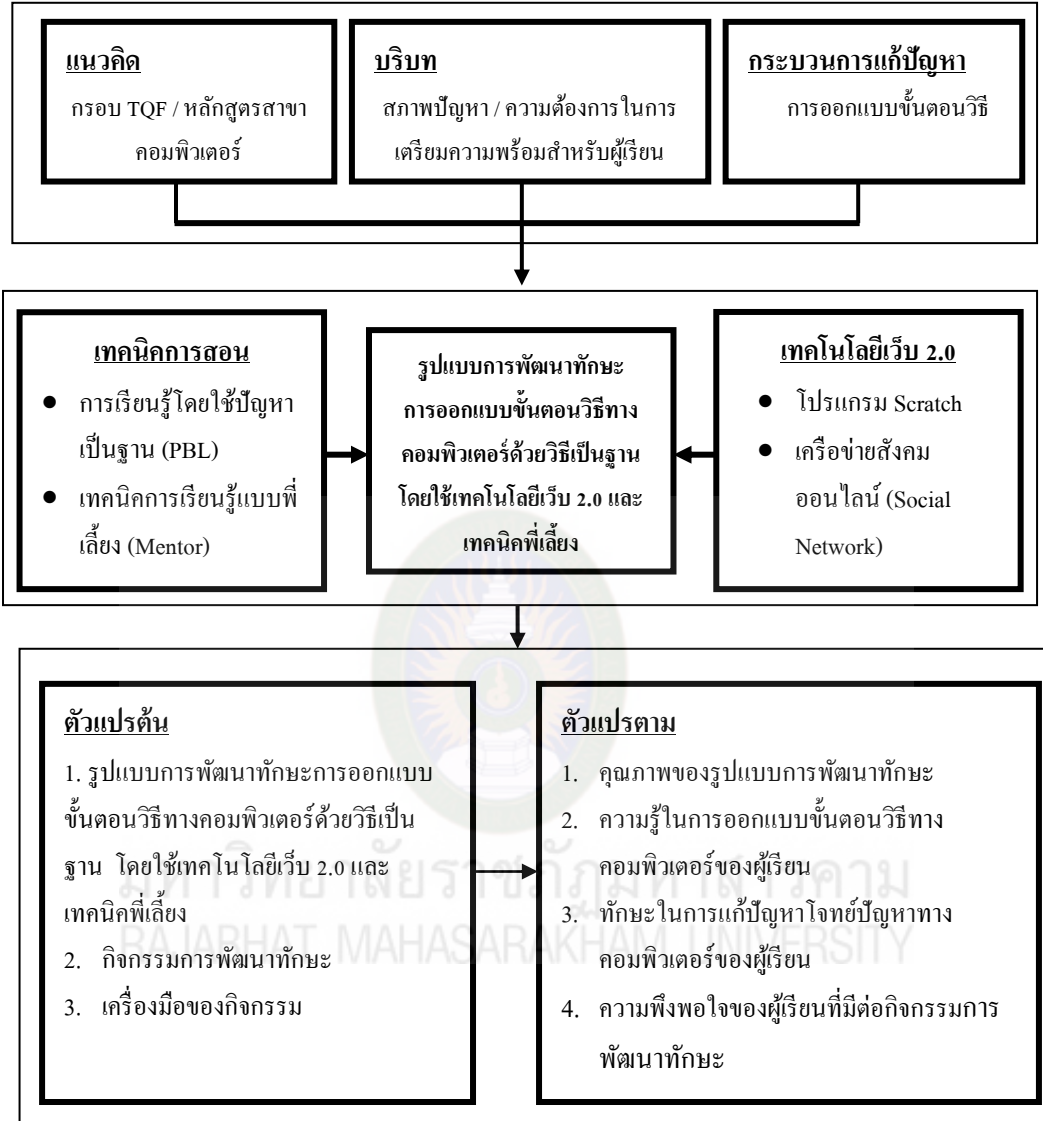 แนวคิด
กรอบ TQF / หลักสูตรสาขา
คอมพิวเตอร์
บริบท
สภาพปัญหา / ความต้องการในการ
เตรียมความพร้อมสำหรับผู้เรียน
กระบวนการแก้ปัญหา
การออกแบบขั้นตอนวิธี
เทคนิคการสอน
● การเรียนรู้โดยใช้ปัญหา
เป็นฐาน (PBL)
● เทคนิคการเรียนรู้แบบพี่
เลี้ยง (Mentor)
รูปแบบการพัฒนาทักษะ
การออกแบบขั้นตอนวิธีทาง
คอมพิวเตอร์ด้วยวิธีเป็นฐาน
โดยใช้เทคโนโลยีเว็บ 2.0 และ
เทคนิคพี่เลี้ยง
เทคโนโลยีเว็บ 2.0
● โปรแกรม Scratch
● เครือข่ายสังคม
ออนไลน์ (Social
Network)
ตัวแปรต้น
1. รูปแบบการพัฒนาทักษะการออกแบบ
ขั้นตอนวิธีทางคอมพิวเตอร์ด้วยวิธีเป็น
ฐาน โดยใช้เทคโนโลยีเว็บ 2.0 และ
เทคนิคพี่เลี้ยง
2. กิจกรรมการพัฒนาทักษะ
3. เครื่องมือของกิจกรรม
ตัวแปรตาม
1. คุณภาพของรูปแบบการพัฒนาทักษะ
2. ความรู้ในการออกแบบขั้นตอนวิธีทาง
คอมพิวเตอร์ของผู้เรียน
3. ทักษะในการแก้ปัญหาโจทย์ปัญหาทาง
คอมพิวเตอร์ของผู้เรียน
4. ความพึงพอใจของผู้เรียนที่มีต่อกิจกรรมการ
พัฒนาทักษะ
มหาวิทยาลัยราชภัฏมหาสารคาม
RAJABHAT MAHASARAKHAM UNIVERSITY